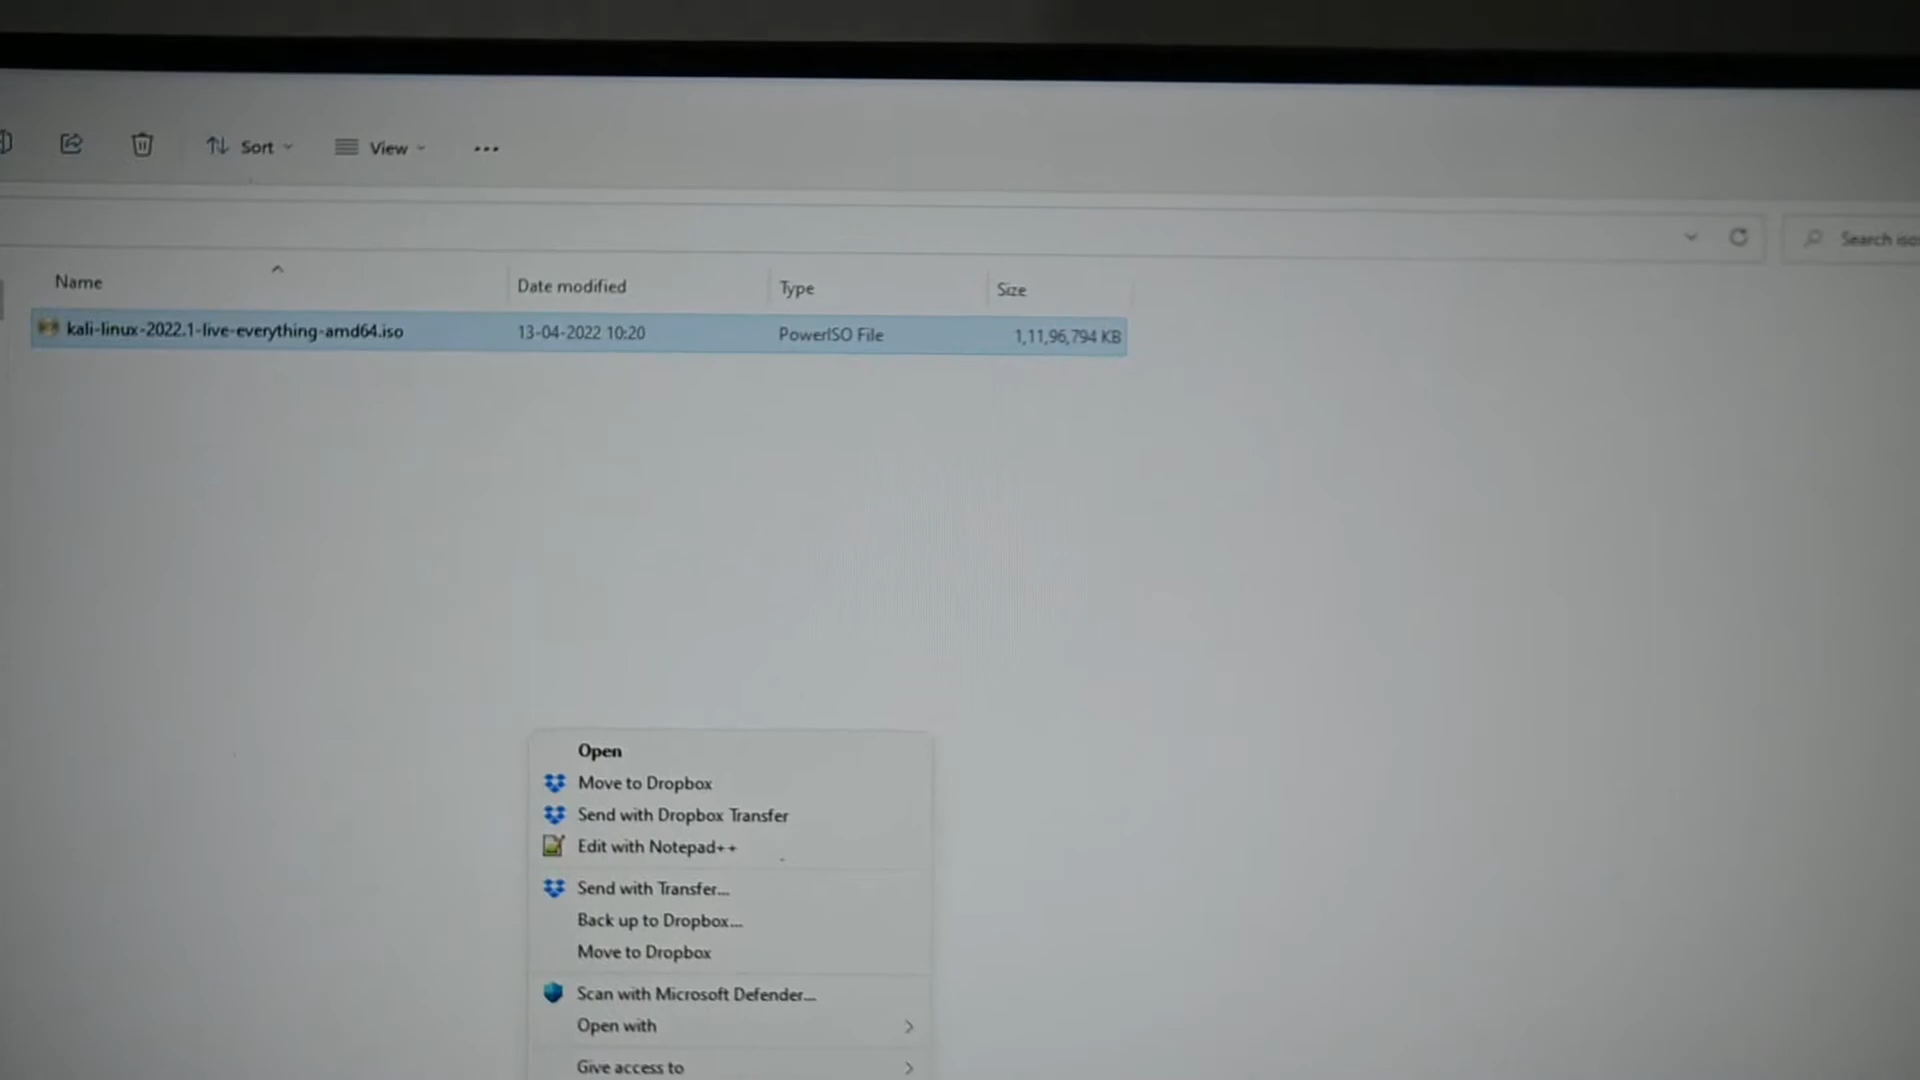 Sort
View
Search
Name
Date modified
Type
Size
kali-linux-2022.1-live-everything-amd64.iso
13-04-2022 10:20
PowerISO File
1,11,96,794 KB
Open
Move to Dropbox
Send with Dropbox Transfer
Edit with Notepad++
Send with Transfer...
Back up to Dropbox...
Move to Dropbox
Scan with Microsoft Defender...
Open with
Give access to